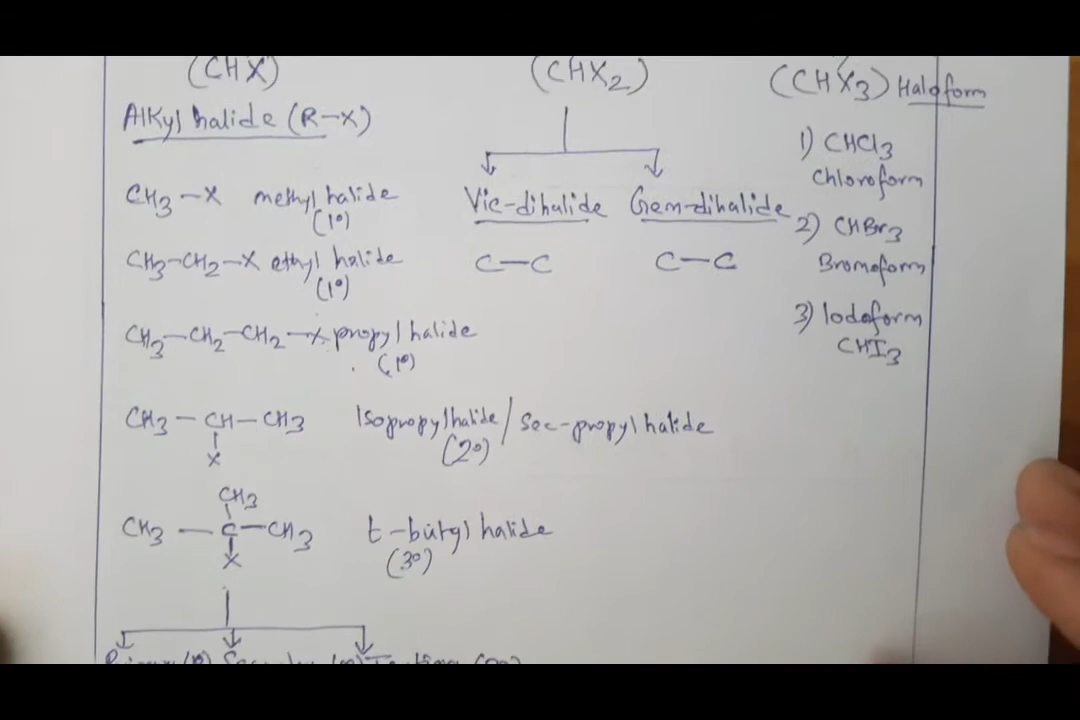 (CHX)
Alkyl halide (R-X)
CH3-X methyl halide
(1°)
CH3-CH2-X ethyl halide
(1°)
CH3-CH2-CH2-X propyl halide
(1°)
CH3-CH-CH3 Isopropyl halide / Sec-propyl halide
X
(2°)
CH3
CH3-C-CH3 t-butyl halide
X
(3°)
(CHX2)
Vic-dihalide Gem-dihalide
C-C C-C
(CHX3) Haloform
1) CHCl3
Chloroform
2) CHBr3
Bromoform
3) Iodoform
CHI3